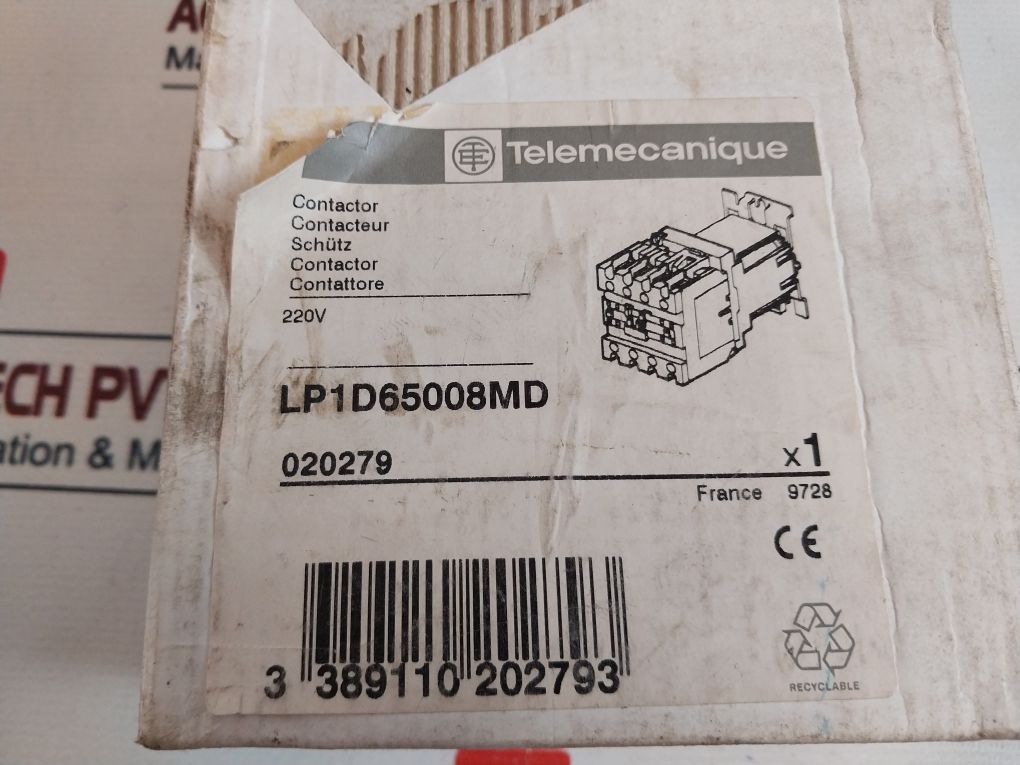 Telemecanique
Contactor
Contacteur
Schütz
Contactor
Contattore
220V
LP1D65008MD
020279
x1
France 9728
CE
3 389110 202793
RECYCLABLE
ECH PV
ation & M